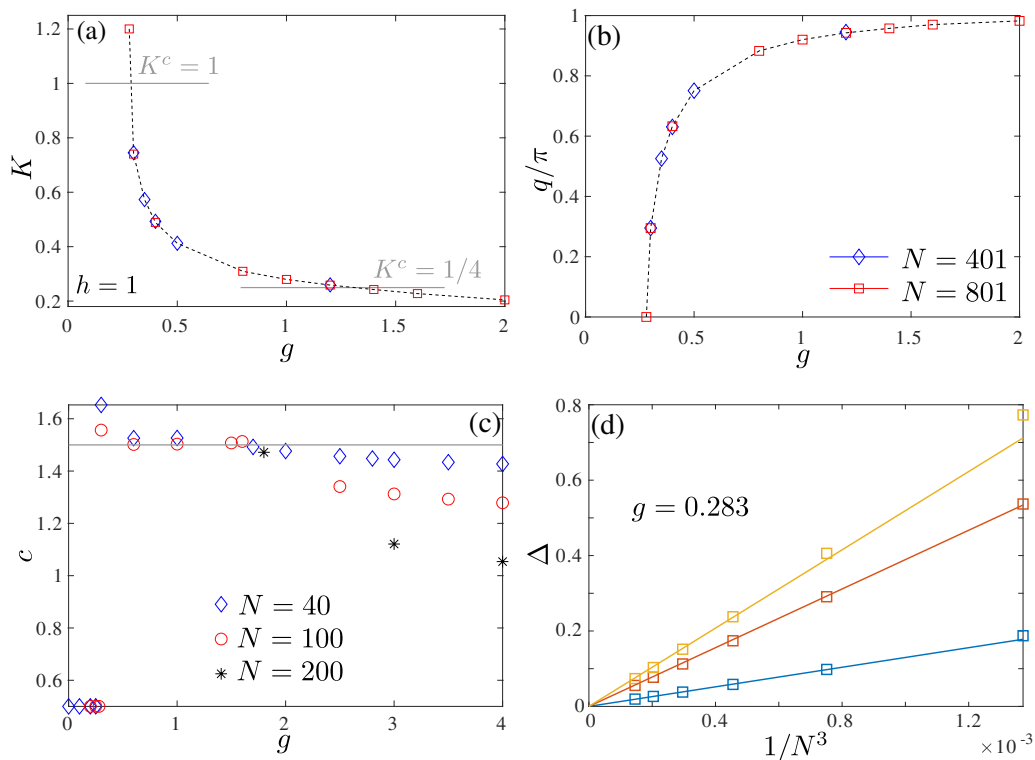 (a)
K
1.2
1
0.8
0.6
0.4
0.2
K^c = 1
K^c = 1/4
h = 1
0
0.5
1
1.5
2
g
(b)
q/π
1
0.8
0.6
0.4
0.2
0
N = 401
N = 801
0
0.5
1
1.5
2
g
(c)
c
1.6
1.4
1.2
1
0.8
0.6
N = 40
N = 100
N = 200
0
1
2
3
4
g
(d)
Δ
0.8
0.6
0.4
0.2
0
g = 0.283
0
0.4
0.8
1.2
1/N^3
×10^-3